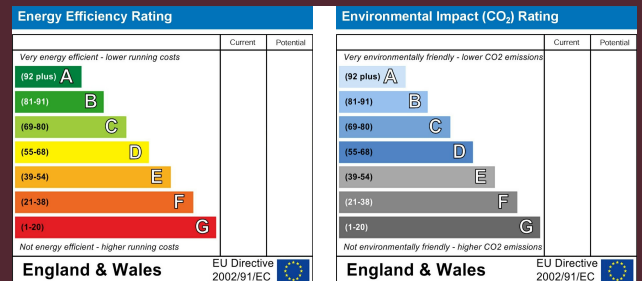 Energy Efficiency Rating
Current Potential
Very energy efficient - lower running costs
(92 plus) A
(81-91) B
(69-80) C
(55-68) D
(39-54) E
(21-38) F
(1-20) G
Not energy efficient - higher running costs
England & Wales
EU Directive
2002/91/EC
Environmental Impact (CO₂) Rating
Current Potential
Very environmentally friendly - lower CO2 emissions
(92 plus) A
(81-91) B
(69-80) C
(55-68) D
(39-54) E
(21-38) F
(1-20) G
Not environmentally friendly - higher CO2 emissions
England & Wales
EU Directive
2002/91/EC